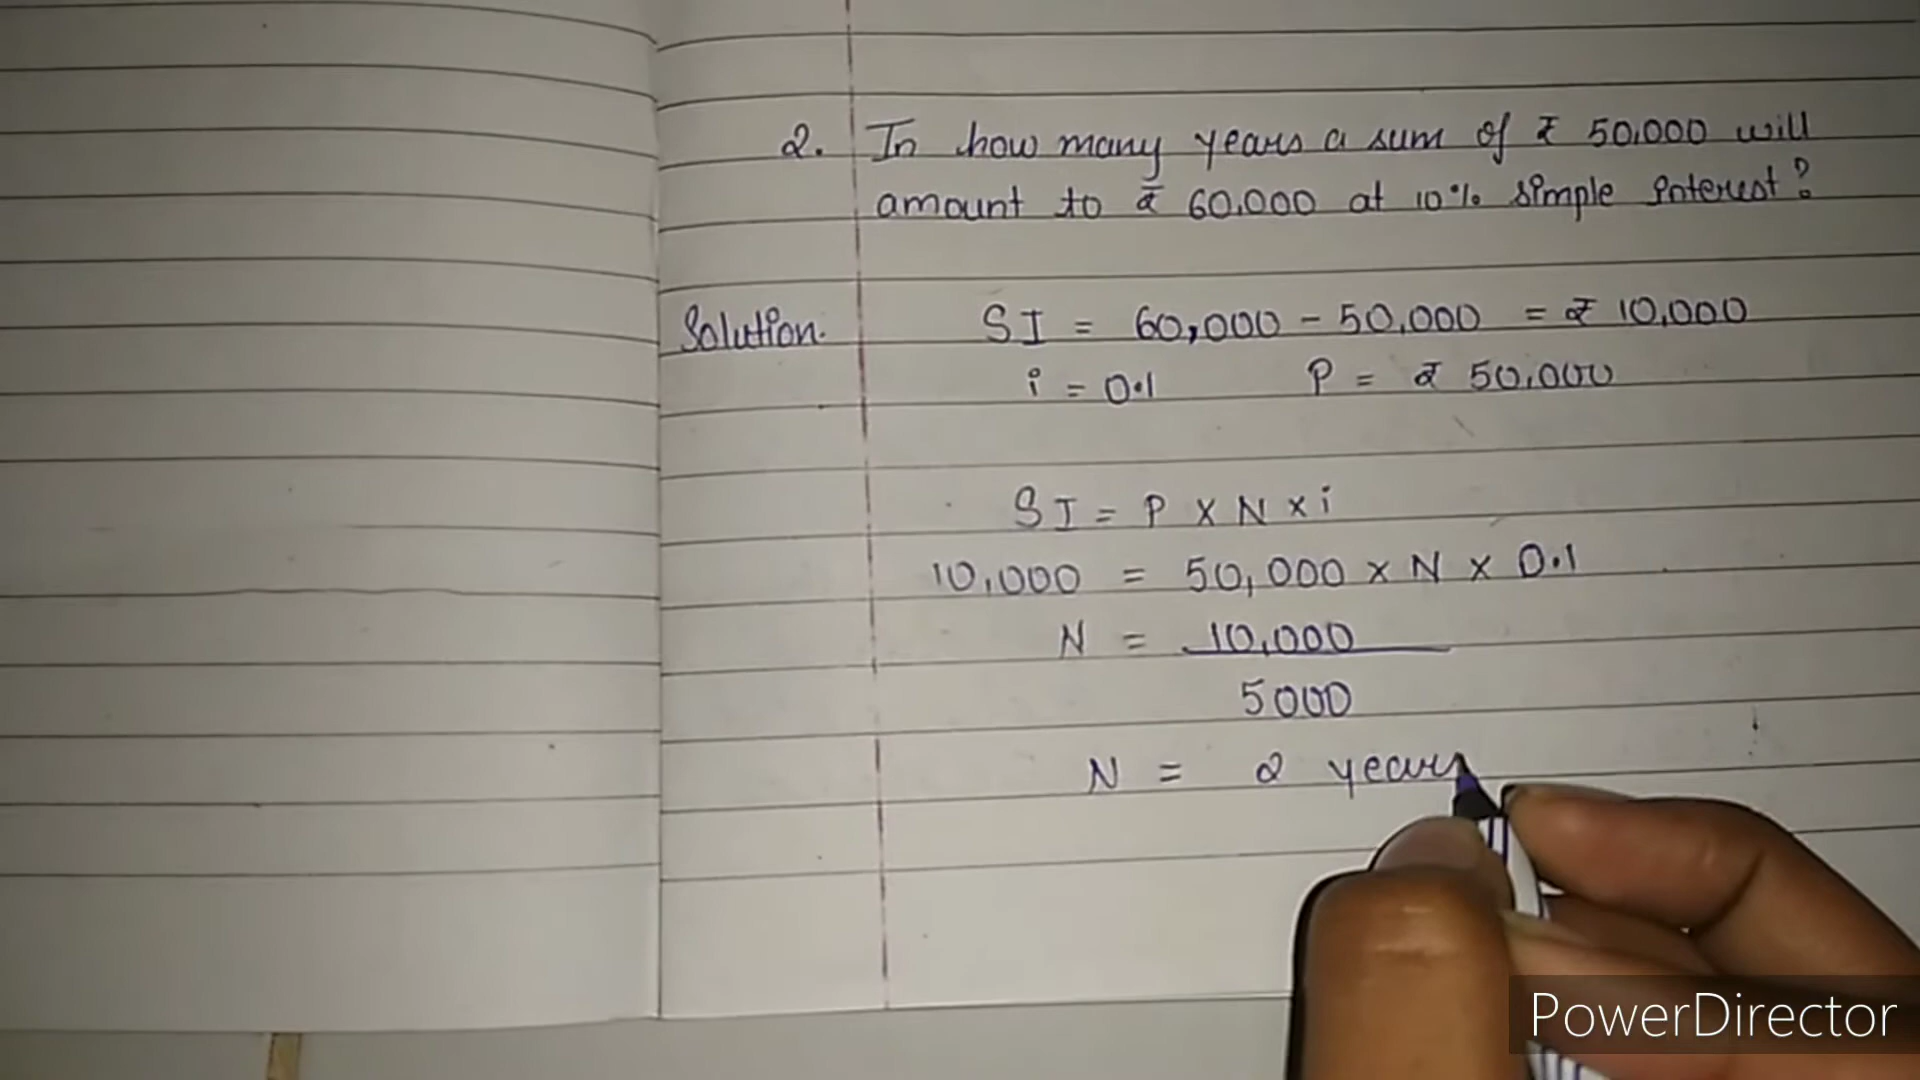 2. In how many years a sum of ₹ 50,000 will
amount to ₹ 60,000 at 10% simple interest?
Solution. SI = 60,000 - 50,000 = ₹ 10,000
i = 0.1 P = ₹ 50,000
SI = P x N x i
10,000 = 50,000 x N x 0.1
N = 10,000
5000
N = 2 years
PowerDirector